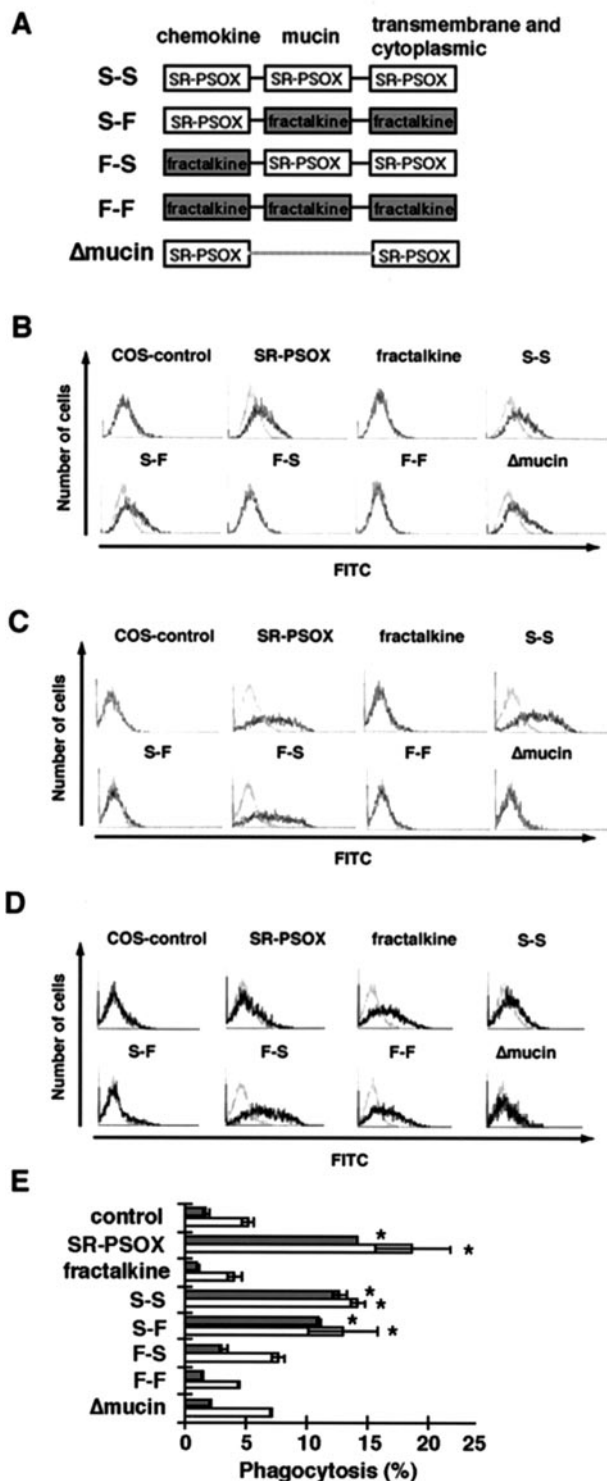 A
chemokine mucin transmembrane and cytoplasmic
S-S SR-PSOX SR-PSOX SR-PSOX
S-F SR-PSOX fractalkine fractalkine
F-S fractalkine SR-PSOX SR-PSOX
F-F fractalkine fractalkine fractalkine
Δmucin SR-PSOX SR-PSOX
B
COS-control SR-PSOX fractalkine S-S
S-F F-S F-F Δmucin
Number of cells
FITC
C
COS-control SR-PSOX fractalkine S-S
S-F F-S F-F Δmucin
Number of cells
FITC
D
COS-control SR-PSOX fractalkine S-S
S-F F-S F-F Δmucin
Number of cells
FITC
E
control
SR-PSOX * *
fractalkine
S-S * *
S-F * *
F-S
F-F
Δmucin
0 5 10 15 20 25
Phagocytosis (%)